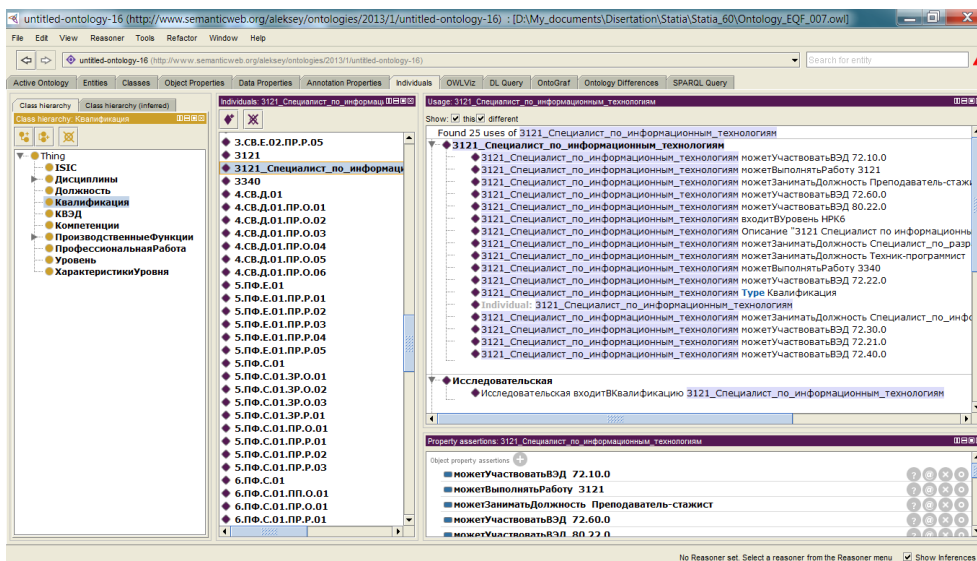 untitled-ontology-16 (http://www.semanticweb.org/aleksey/ontologies/2013/1/untitled-ontology-16) : [D:\My_documents\Disertation\Statia\Statia_60\Ontology_EQF_007.owl]
File Edit View Reasoner Tools Refactor Window Help
untitled-ontology-16 (http://www.semanticweb.org/aleksey/ontologies/2013/1/untitled-ontology-16)
Search for entity
Active Ontology Entities Classes Object Properties Data Properties Annotation Properties Individuals OWLViz DL Query OntoGraf Ontology Differences SPARQL Query
Class hierarchy Class hierarchy (inferred)
Class hierarchy: Квалификация
Thing
ISIC
Дисциплины
Должность
Квалификация
КВЭД
Компетенции
ПроизводственныеФункции
ПрофессиональнаяРабота
Уровень
ХарактеристикиУровня
Individuals: 3121_Специалист_по_информаци
3.СВ.Е.02.ПР.Р.05
3121
3121_Специалист_по_информаци
3340
4.СВ.Д.01
4.СВ.Д.01.ПР.О.01
4.СВ.Д.01.ПР.О.02
4.СВ.Д.01.ПР.О.03
4.СВ.Д.01.ПР.О.04
4.СВ.Д.01.ПР.О.05
4.СВ.Д.01.ПР.О.06
5.ПФ.Е.01
5.ПФ.Е.01.ПР.Р.01
5.ПФ.Е.01.ПР.Р.02
5.ПФ.Е.01.ПР.Р.03
5.ПФ.Е.01.ПР.Р.04
5.ПФ.Е.01.ПР.Р.05
5.ПФ.С.01
5.ПФ.С.01.ЗР.О.01
5.ПФ.С.01.ЗР.О.02
5.ПФ.С.01.ЗР.О.03
5.ПФ.С.01.ЗР.Р.01
5.ПФ.С.01.ПР.О.01
5.ПФ.С.01.ПР.Р.01
5.ПФ.С.01.ПР.Р.02
5.ПФ.С.01.ПР.Р.03
6.ПФ.С.01
6.ПФ.С.01.ПП.О.01
6.ПФ.С.01.ПР.О.01
6.ПФ.С.01.ПР.Р.01
Usage: 3121_Специалист_по_информационным_технологиям
Show: this different
Found 25 uses of 3121_Специалист_по_информационным_технологиям
3121_Специалист_по_информационным_технологиям
3121_Специалист_по_информационным_технологиям можетУчаствоватьВЭД 72.10.0
3121_Специалист_по_информационным_технологиям можетВыполнятьРаботу 3121
3121_Специалист_по_информационным_технологиям можетЗаниматьДолжность Преподаватель-стажи
3121_Специалист_по_информационным_технологиям можетУчаствоватьВЭД 72.60.0
3121_Специалист_по_информационным_технологиям можетУчаствоватьВЭД 80.22.0
3121_Специалист_по_информационным_технологиям входитВУровень НРК6
3121_Специалист_по_информационным_технологиям Описание "3121 Специалист по информационны
3121_Специалист_по_информационным_технологиям можетЗаниматьДолжность Специалист_по_разр
3121_Специалист_по_информационным_технологиям можетЗаниматьДолжность Техник-программист
3121_Специалист_по_информационным_технологиям можетВыполнятьРаботу 3340
3121_Специалист_по_информационным_технологиям можетУчаствоватьВЭД 72.22.0
3121_Специалист_по_информационным_технологиям Type Квалификация
Individual: 3121_Специалист_по_информационным_технологиям
3121_Специалист_по_информационным_технологиям можетЗаниматьДолжность Специалист_по_инфо
3121_Специалист_по_информационным_технологиям можетУчаствоватьВЭД 72.30.0
3121_Специалист_по_информационным_технологиям можетУчаствоватьВЭД 72.21.0
3121_Специалист_по_информационным_технологиям можетУчаствоватьВЭД 72.40.0
Исследовательская
Исследовательская входитВКвалификацию 3121_Специалист_по_информационным_технологиям
Property assertions: 3121_Специалист_по_информационным_технологиям
Object property assertions
можетУчаствоватьВЭД 72.10.0
можетВыполнятьРаботу 3121
можетЗаниматьДолжность Преподаватель-стажист
можетУчаствоватьВЭД 72.60.0
можетУчаствоватьВЭД 80.22.0
No Reasoner set. Select a reasoner from the Reasoner menu Show Inferences